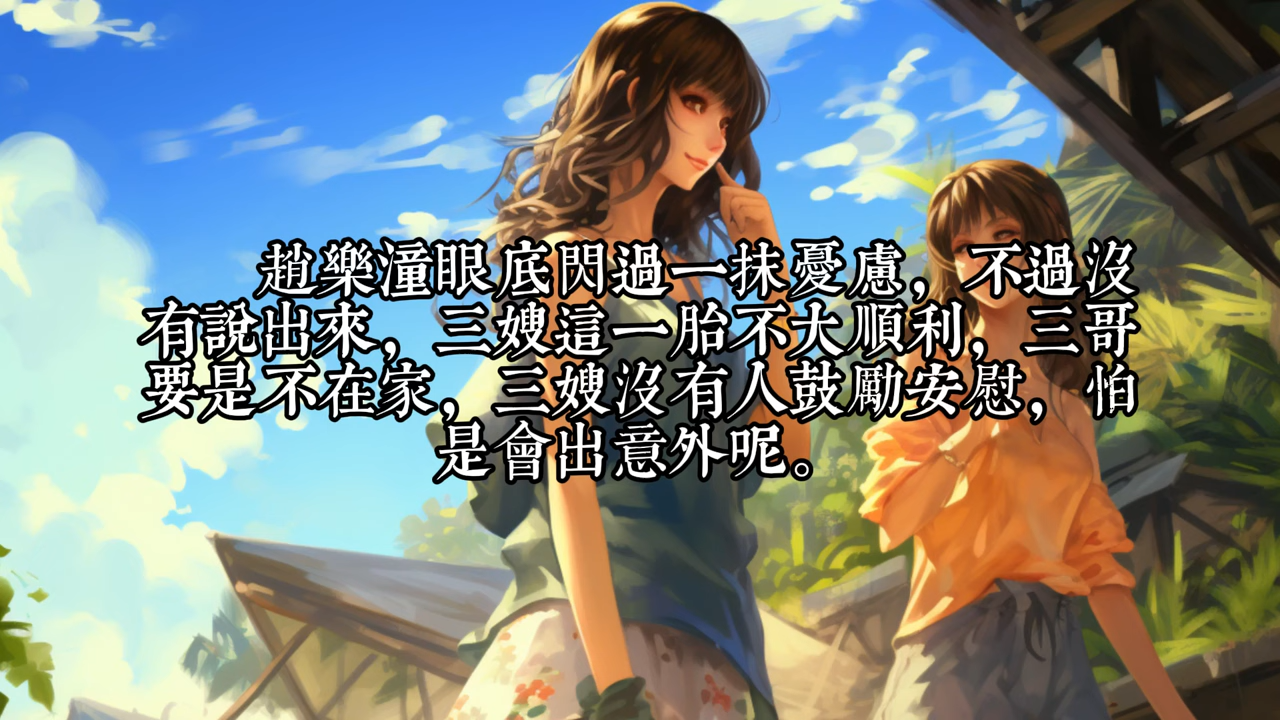 趙樂潼眼底閃過一抹憂慮，不過沒
有說出來，三嫂這一胎不大順利，三哥
要是不在家，三嫂沒有人鼓勵安慰，怕
是會出意外呢。